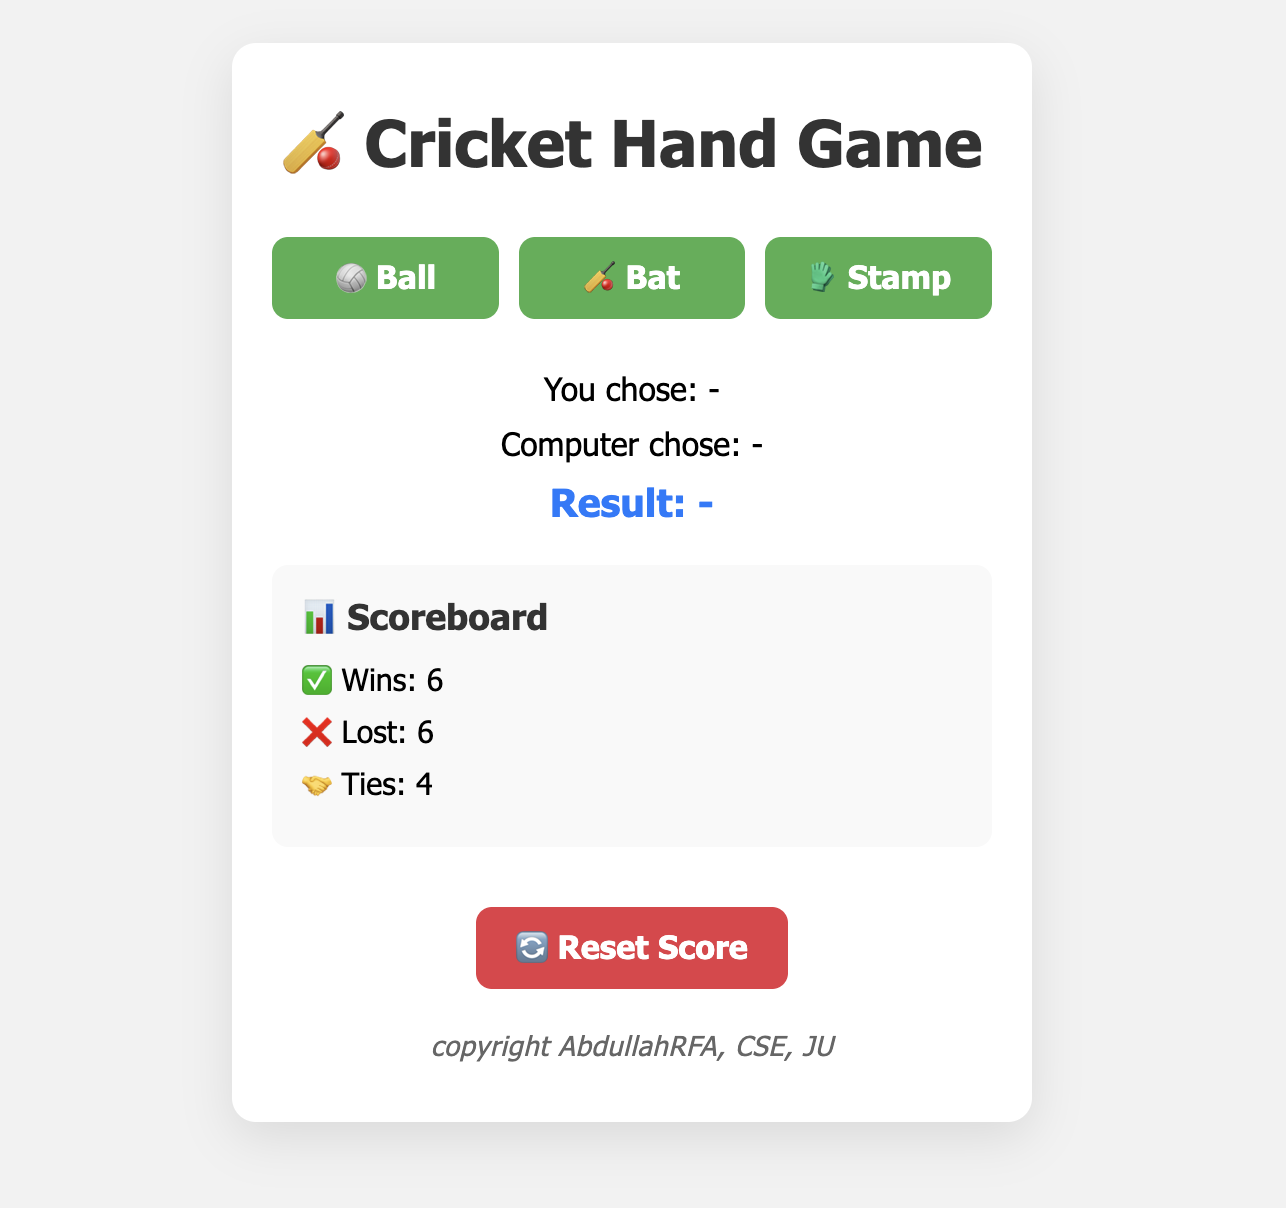 🏏 Cricket Hand Game
🏐 Ball
🏏 Bat
🧤 Stamp
You chose: -
Computer chose: -
Result: -
📊 Scoreboard
✅ Wins: 6
❌ Lost: 6
🤝 Ties: 4
🔄 Reset Score
copyright AbdullahRFA, CSE, JU